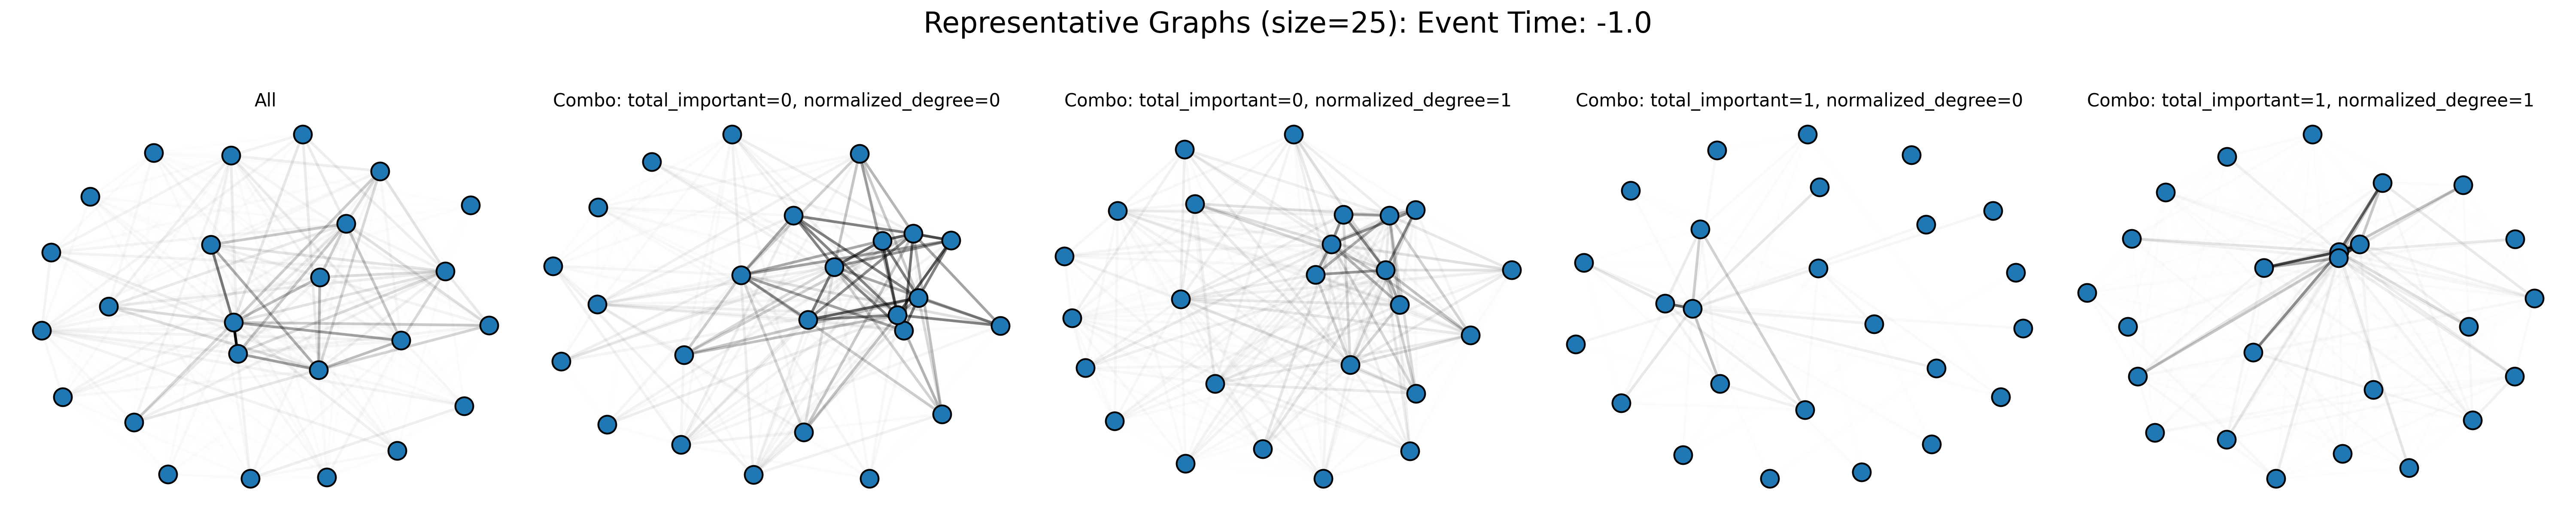 Representative Graphs (size=25): Event Time: -1.0
All
Combo: total_important=0, normalized_degree=0
Combo: total_important=0, normalized_degree=1
Combo: total_important=1, normalized_degree=0
Combo: total_important=1, normalized_degree=1